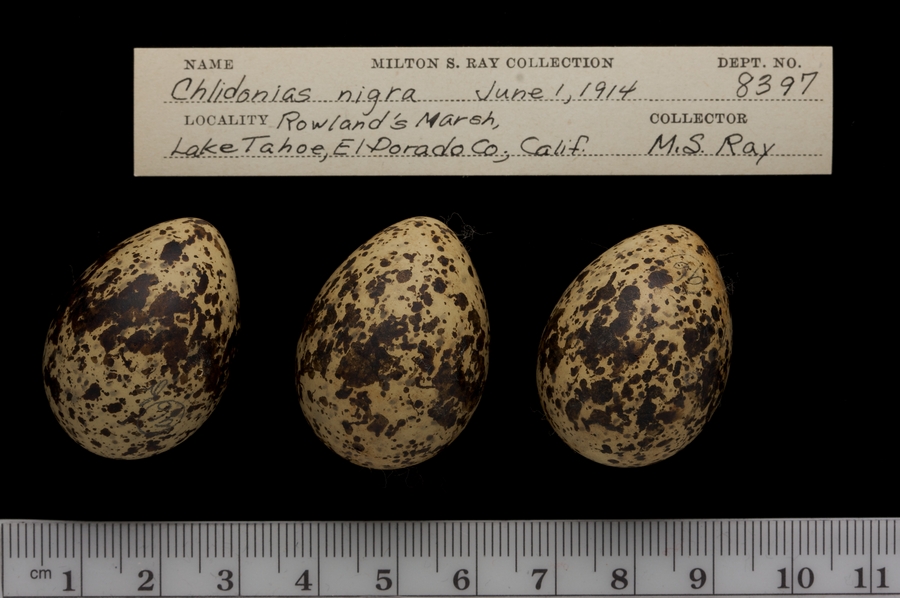 NAME MILTON S. RAY COLLECTION DEPT. NO.
Chlidonias nigra June 1, 1914 8397
LOCALITY Rowland's Marsh, COLLECTOR
Lake Tahoe, El Dorado Co., Calif. M.S. Ray
cm 1 2 3 4 5 6 7 8 9 10 11